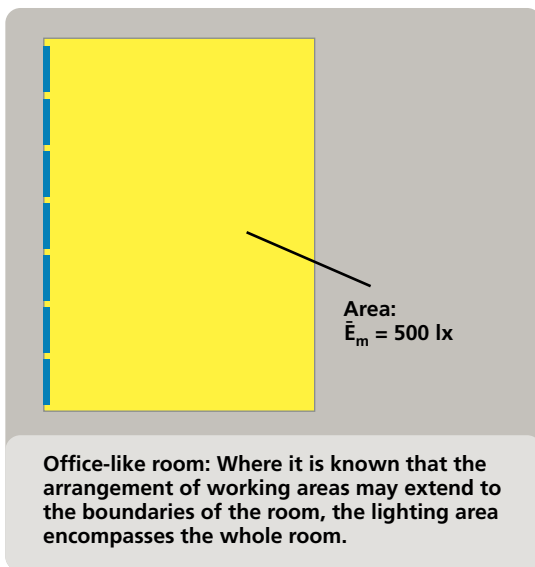 Area:
Ēm = 500 lx
Office-like room: Where it is known that the
arrangement of working areas may extend to
the boundaries of the room, the lighting area
encompasses the whole room.